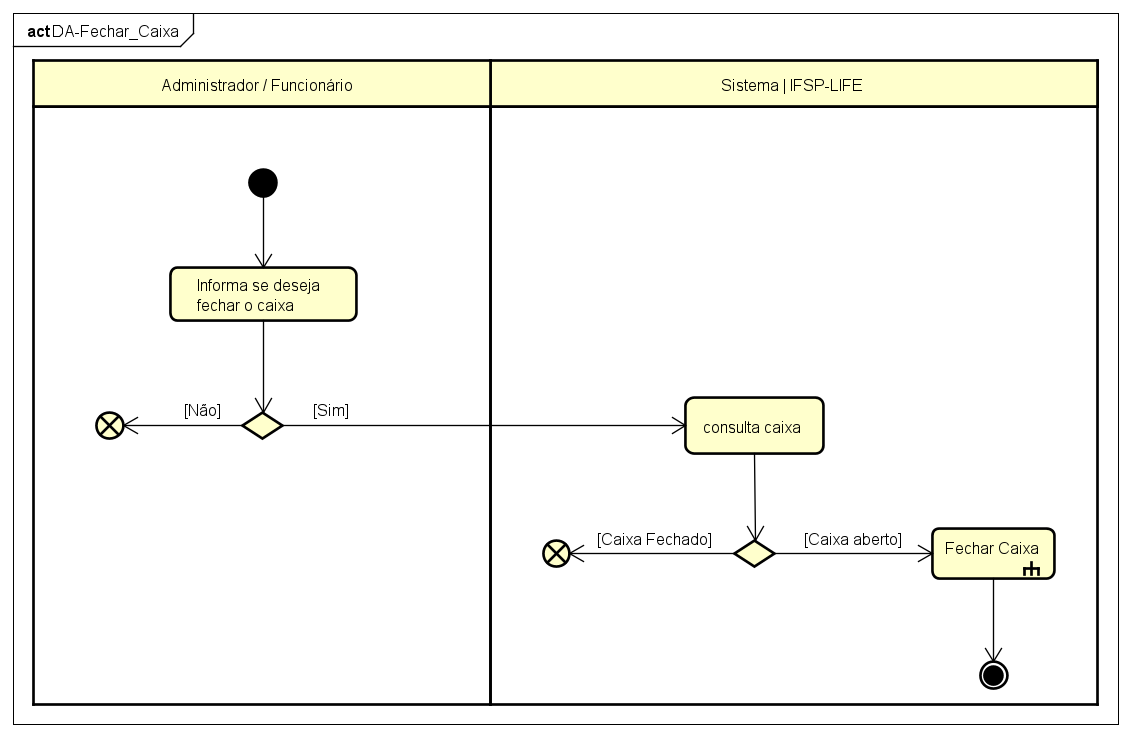 act DA-Fechar_Caixa
Administrador / Funcionário
Sistema | IFSP-LIFE
Informa se deseja
fechar o caixa
[Não]
[Sim]
consulta caixa
[Caixa Fechado]
[Caixa aberto]
Fechar Caixa